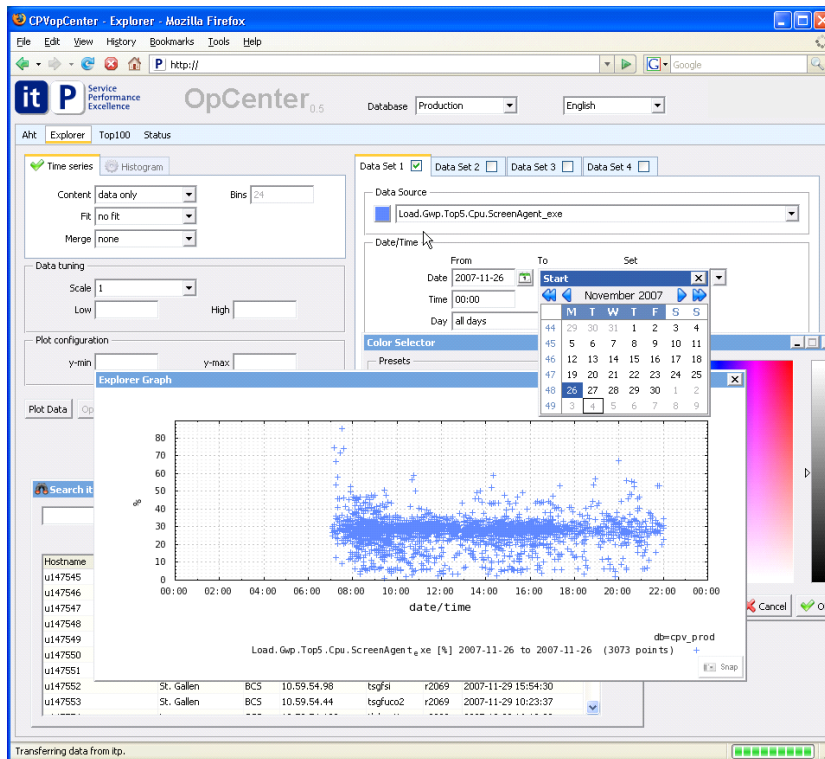 CPVopCenter - Explorer - Mozilla Firefox
File Edit View History Bookmarks Tools Help
P http:// G Google
it P Service Performance Excellence OpCenter 0.5 Database Production English
Aht Explorer Top100 Status
Time series Histogram
Content data only Bins 24
Fit no fit
Merge none
Data tuning
Scale 1
Low High
Plot configuration
y-min y-max
Plot Data Op
Data Set 1 Data Set 2 Data Set 3 Data Set 4
Data Source
Load.Gwp.Top5.Cpu.ScreenAgent_exe
Date/Time
From To Set
Date 2007-11-26
Time 00:00
Day all days
Start
November 2007
M T W T F S S
44 29 30 31 1 2 3 4
45 5 6 7 8 9 10 11
46 12 13 14 15 16 17 18
47 19 20 21 22 23 24 25
48 26 27 28 29 30 1 2
49 3 4 5 6 7 8 9
Color Selector
Presets
Explorer Graph
80
70
60
50
40
30
20
10
0
%
00:00 02:00 04:00 06:00 08:00 10:00 12:00 14:00 16:00 18:00 20:00 22:00 00:00
date/time
db=cpv_prod
Load.Gwp.Top5.Cpu.ScreenAgent_exe [%] 2007-11-26 to 2007-11-26 (3073 points) +
Snap
Cancel O
Search it
Hostname
u147545
u147546
u147547
u147548
u147549
u147550
u147551
u147552 St. Gallen BCS 10.59.54.98 tsgfsi r2069 2007-11-29 15:54:30
u147553 St. Gallen BCS 10.59.54.44 tsgfuco2 r2069 2007-11-29 10:23:37
Transferring data from itp.